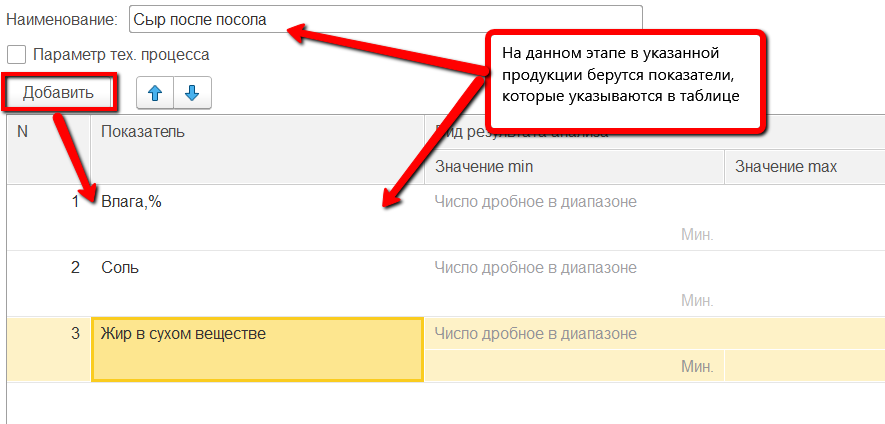 Наименование: Сыр после посола
Параметр тех. процесса
На данном этапе в указанной
продукции берутся показатели,
которые указываются в таблице
Добавить
N Показатель Вид результата анализа
Значение min Значение max
1 Влага,% Число дробное в диапазоне
Мин.
2 Соль Число дробное в диапазоне
Мин.
3 Жир в сухом веществе Число дробное в диапазоне
Мин.